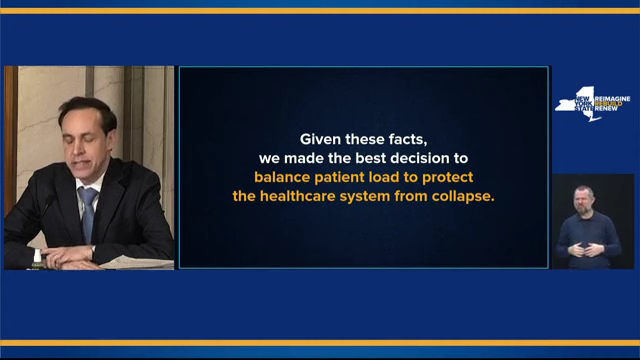 Given these facts,
we made the best decision to
balance patient load to protect
the healthcare system from collapse.
NEW YORK STATE
REIMAGINE
REBUILD
RENEW